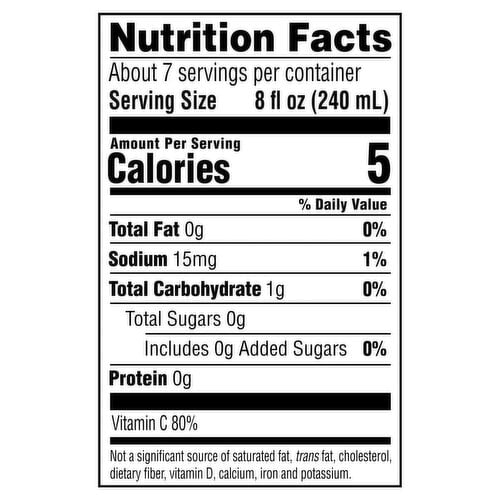 Nutrition Facts
About 7 servings per container
Serving Size 8 fl oz (240 mL)
Amount Per Serving
Calories 5
% Daily Value
Total Fat 0g 0%
Sodium 15mg 1%
Total Carbohydrate 1g 0%
Total Sugars 0g
Includes 0g Added Sugars 0%
Protein 0g
Vitamin C 80%
Not a significant source of saturated fat, trans fat, cholesterol,
dietary fiber, vitamin D, calcium, iron and potassium.